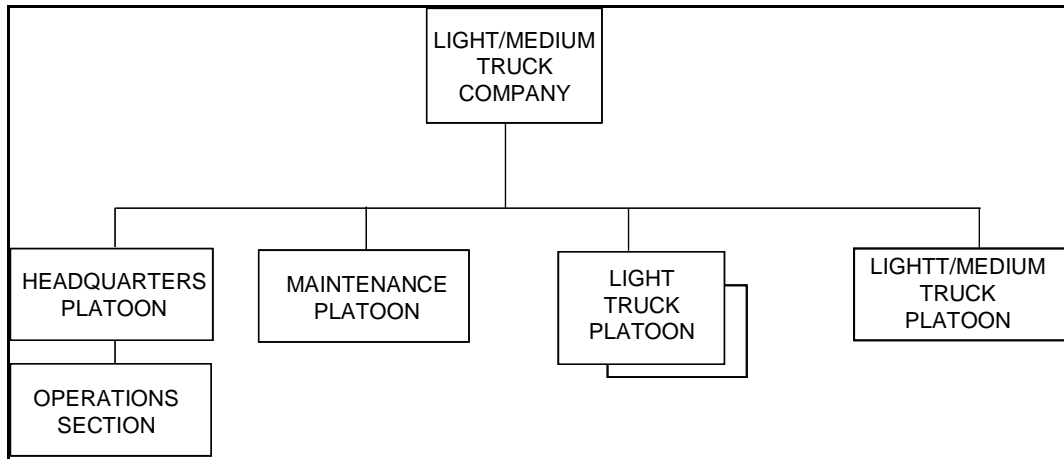 LIGHT/MEDIUM
TRUCK
COMPANY
HEADQUARTERS
PLATOON
MAINTENANCE
PLATOON
LIGHT
TRUCK
PLATOON
LIGHTT/MEDIUM
TRUCK
PLATOON
OPERATIONS
SECTION